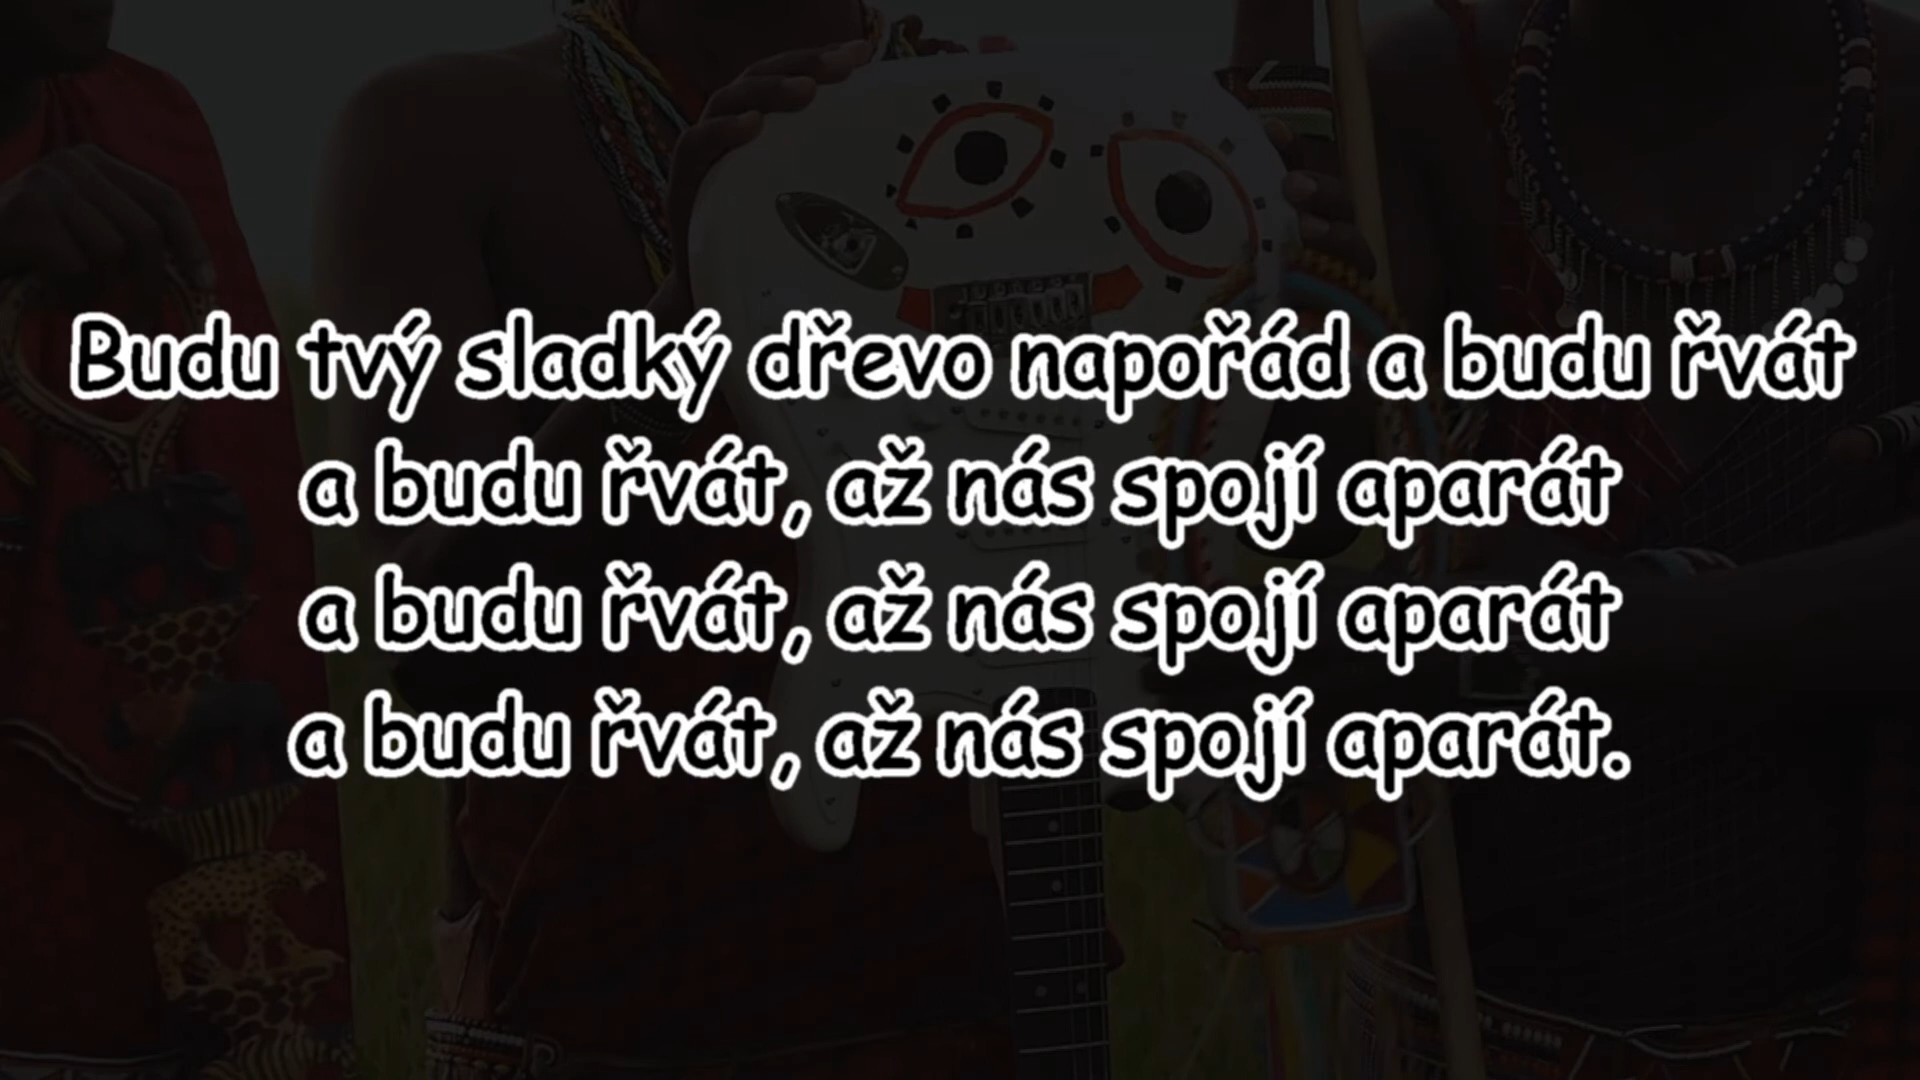 Budu tvý sladký dřevo napořád a budu řvát
a budu řvát, až nás spojí aparát
a budu řvát, až nás spojí aparát
a budu řvát, až nás spojí aparát.